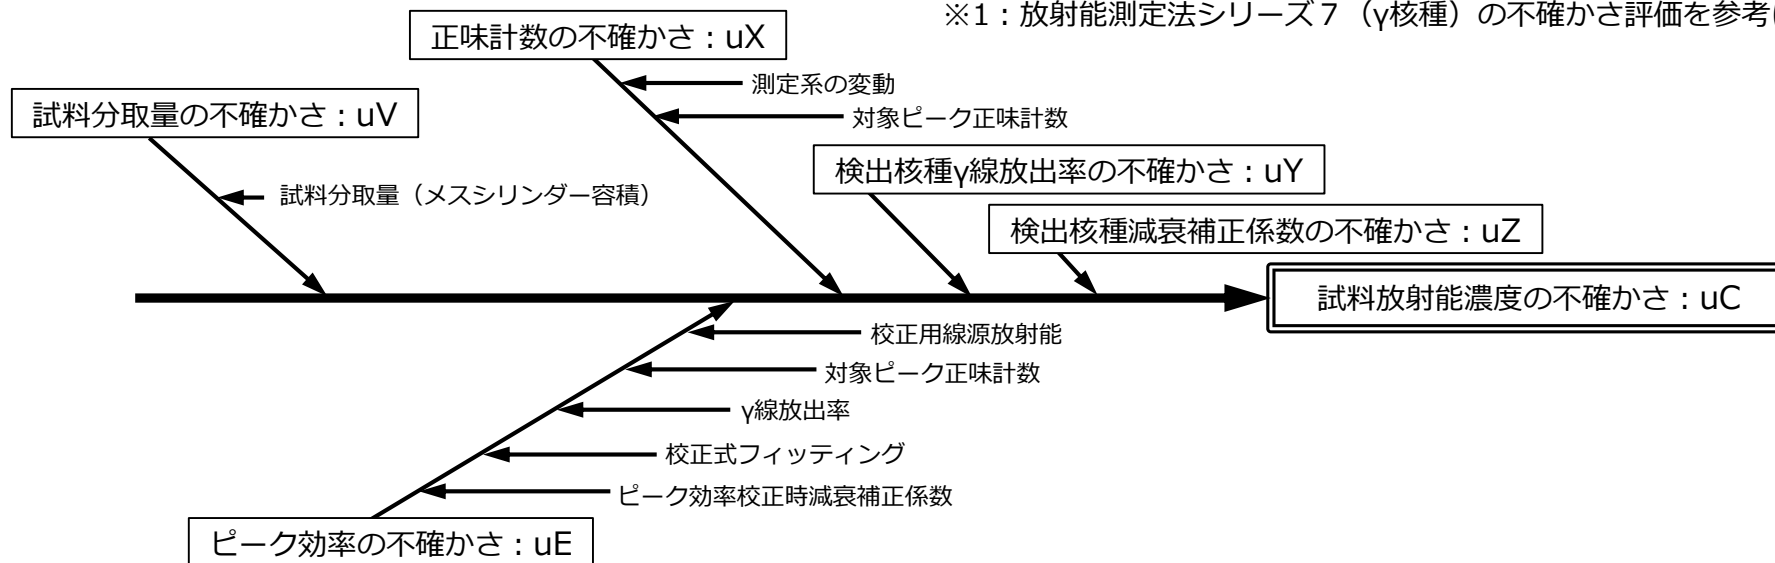 ※1：放射能測定法シリーズ７（γ核種）の不確かさ評価を参考
正味計数の不確かさ：uX
測定系の変動
試料分取量の不確かさ：uV
対象ピーク正味計数
検出核種γ線放出率の不確かさ：uY
試料分取量（メスシリンダー容積）
検出核種減衰補正係数の不確かさ：uZ
試料放射能濃度の不確かさ：uC
校正用線源放射能
対象ピーク正味計数
γ線放出率
校正式フィッティング
ピーク効率校正時減衰補正係数
ピーク効率の不確かさ：uE